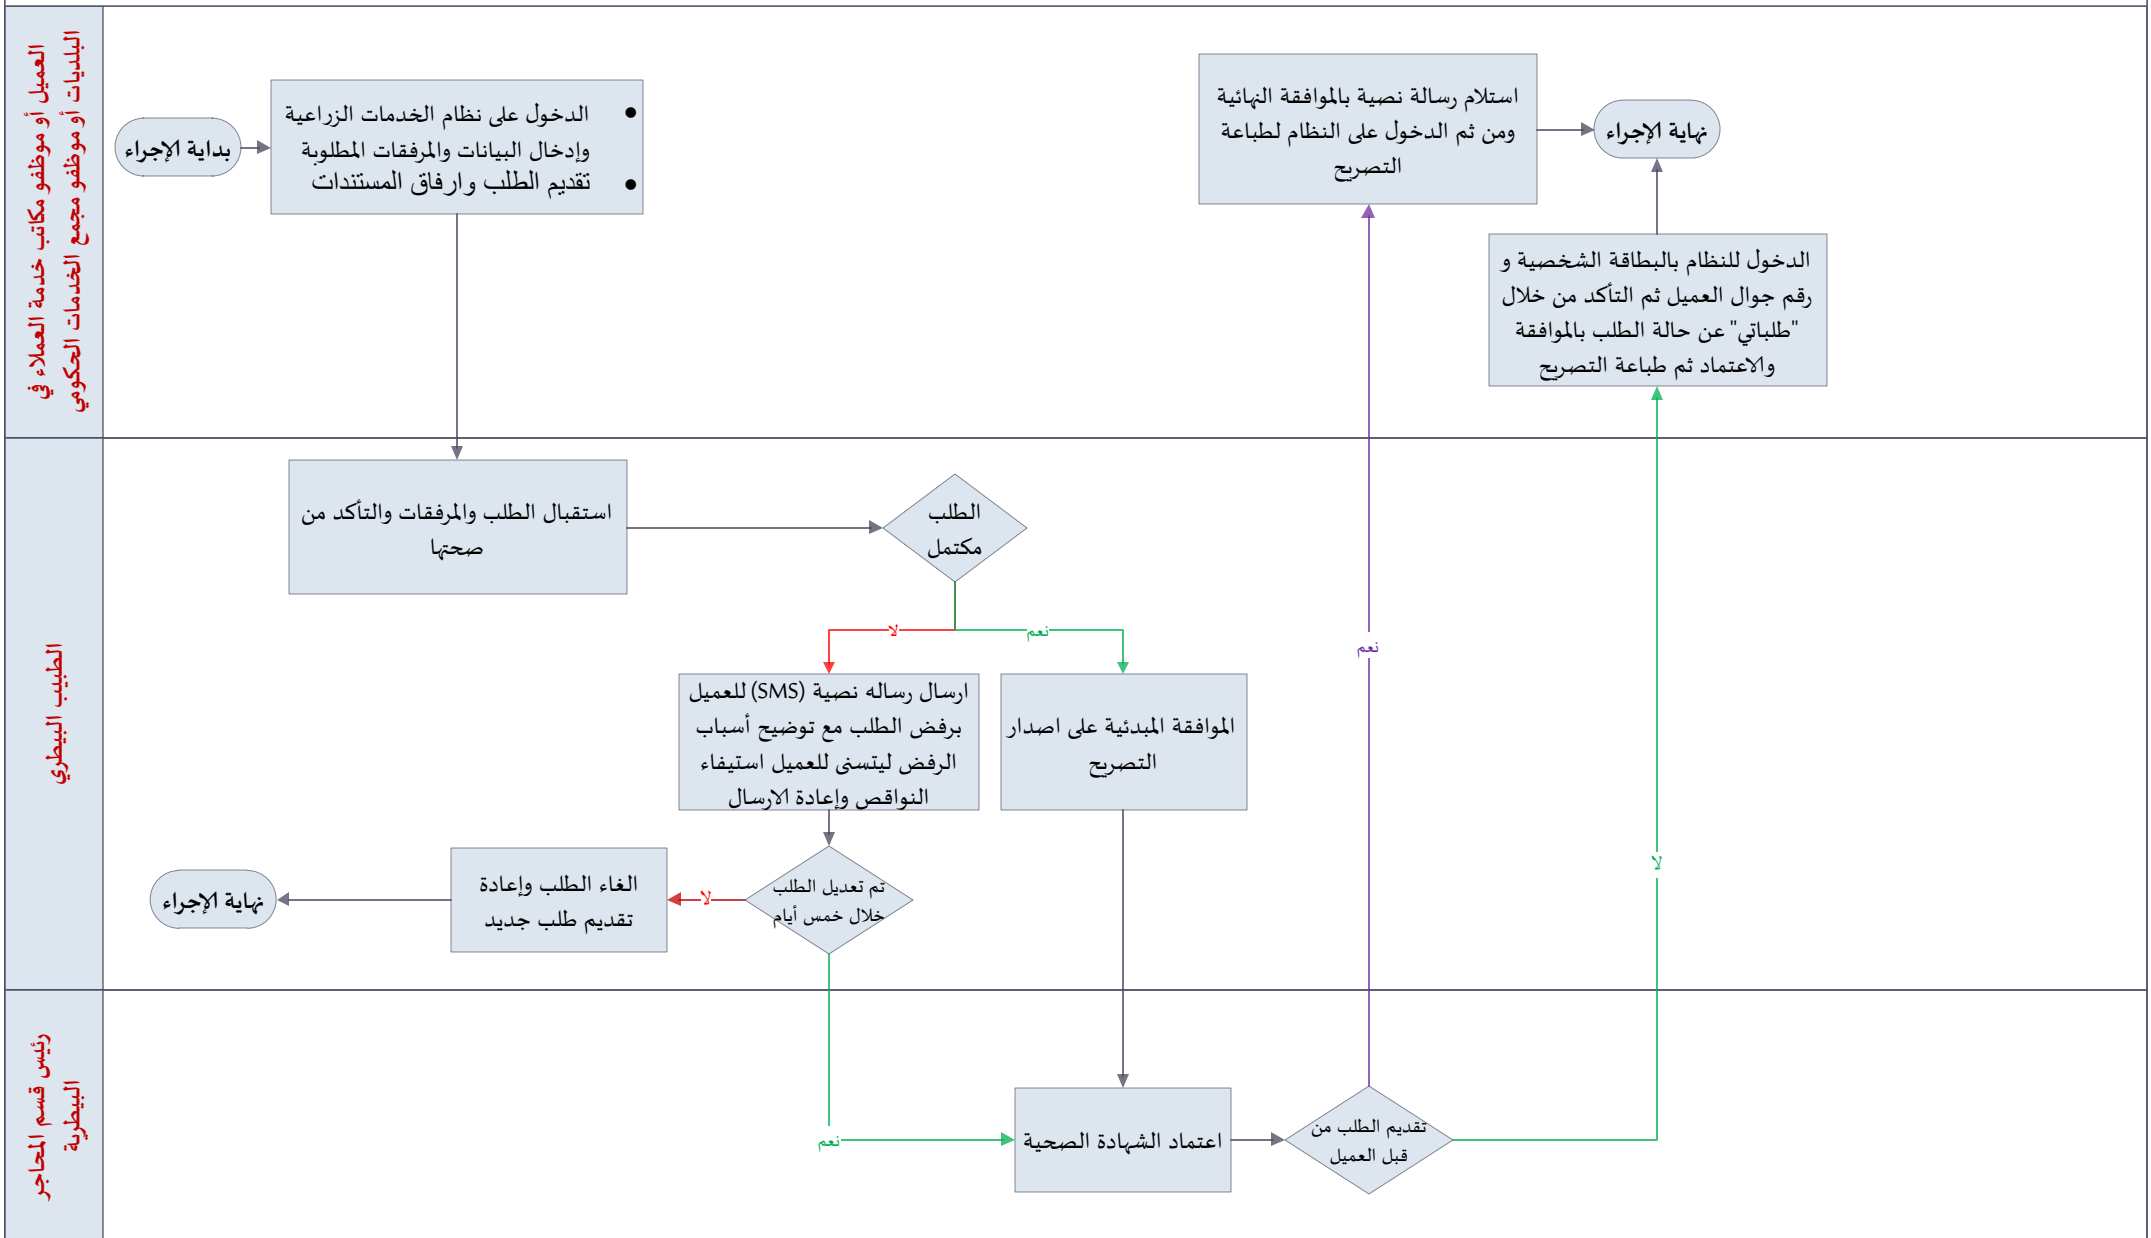 العميل أو موظفو مكاتب خدمة العملاء في
البلديات أو موظفو مجمع الخدمات الحكومي
بداية الإجراء
• الدخول على نظام الخدمات الزراعية
وإدخال البيانات والمرفقات المطلوبة
• تقديم الطلب وارفاق المستندات
استلام رسالة نصية بالموافقة النهائية
ومن ثم الدخول على النظام لطباعة
التصريح
نهاية الإجراء
الدخول للنظام بالبطاقة الشخصية و
رقم جوال العميل ثم التأكد من خلال
"طلباتي" عن حالة الطلب بالموافقة
والاعتماد ثم طباعة التصريح
الطبيب البيطري
استقبال الطلب والمرفقات والتأكد من
صحتها
الطلب
مكتمل
لا
نعم
نعم
ارسال رساله نصية (SMS) للعميل
برفض الطلب مع توضيح أسباب
الرفض ليتسنى للعميل استيفاء
النواقص وإعادة الارسال
الموافقة المبدئية على اصدار
التصريح
تم تعديل الطلب
خلال خمس أيام
لا
الغاء الطلب وإعادة
تقديم طلب جديد
نهاية الإجراء
لا
رئيس قسم المحاجر
البيطرية
نعم
اعتماد الشهادة الصحية
تقديم الطلب من
قبل العميل